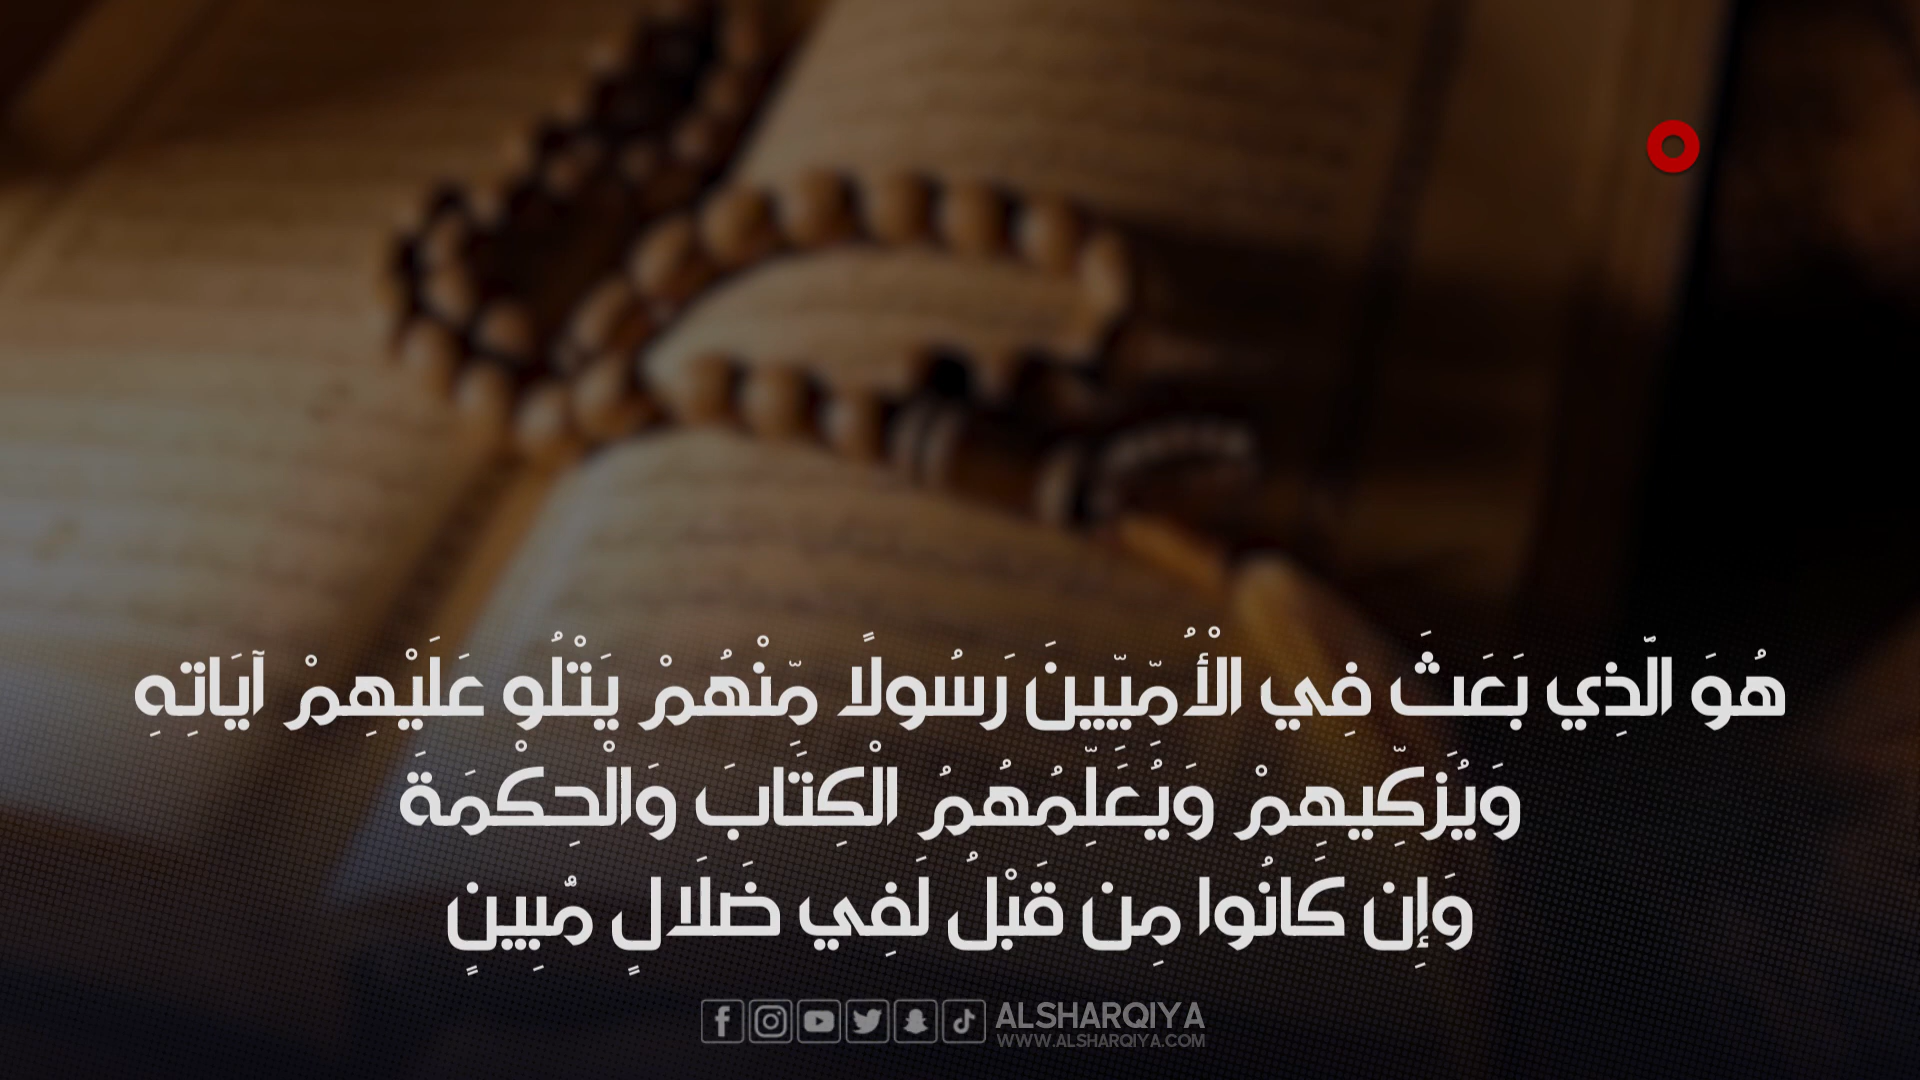 هُوَ الَّذِي بَعَثَ فِي الْأُمِّيِّينَ رَسُولًا مِّنْهُمْ يَتْلُو عَلَيْهِمْ آيَاتِهِ
وَيُزَكِّيهِمْ وَيُعَلِّمُهُمُ الْكِتَابَ وَالْحِكْمَةَ
وَإِن كَانُوا مِن قَبْلُ لَفِي ضَلَالٍ مُّبِينٍ
ALSHARQIYA
WWW.ALSHARQIYA.COM